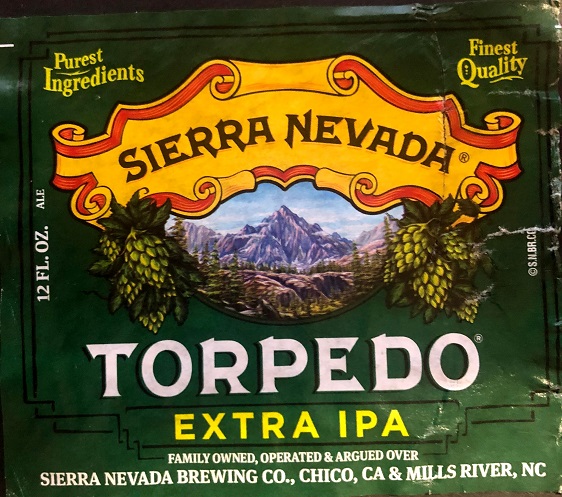 Purest
Ingredients
Finest
Quality
SIERRA NEVADA®
12 FL. OZ. ALE
© S.N.BR.CO.
TORPEDO®
EXTRA IPA
FAMILY OWNED, OPERATED & ARGUED OVER
SIERRA NEVADA BREWING CO., CHICO, CA & MILLS RIVER, NC